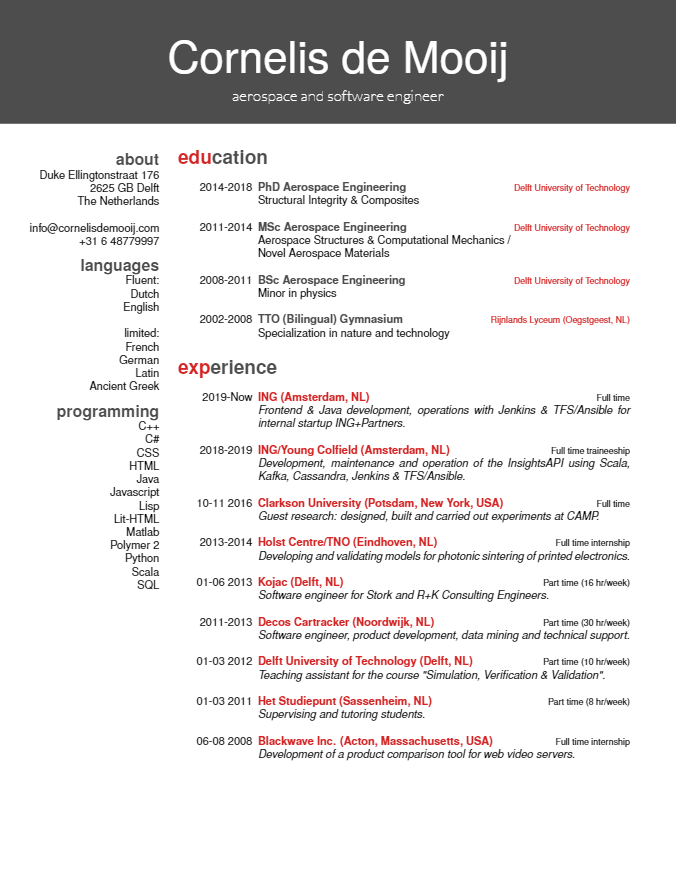 Cornelis de Mooij
aerospace and software engineer
about
Duke Ellingtonstraat 176
2625 GB Delft
The Netherlands
info@cornelisdemooij.com
+31 6 48779997
languages
Fluent:
Dutch
English
limited:
French
German
Latin
Ancient Greek
programming
C++
C#
CSS
HTML
Java
Javascript
Lisp
Lit-HTML
Matlab
Polymer 2
Python
Scala
SQL
education
2014-2018 PhD Aerospace Engineering Delft University of Technology
Structural Integrity & Composites
2011-2014 MSc Aerospace Engineering Delft University of Technology
Aerospace Structures & Computational Mechanics /
Novel Aerospace Materials
2008-2011 BSc Aerospace Engineering Delft University of Technology
Minor in physics
2002-2008 TTO (Bilingual) Gymnasium Rijnlands Lyceum (Oegstgeest, NL)
Specialization in nature and technology
experience
2019-Now ING (Amsterdam, NL) Full time
Frontend & Java development, operations with Jenkins & TFS/Ansible for
internal startup ING+Partners.
2018-2019 ING/Young Colfield (Amsterdam, NL) Full time traineeship
Development, maintenance and operation of the InsightsAPI using Scala,
Kafka, Cassandra, Jenkins & TFS/Ansible.
10-11 2016 Clarkson University (Potsdam, New York, USA) Full time
Guest research: designed, built and carried out experiments at CAMP.
2013-2014 Holst Centre/TNO (Eindhoven, NL) Full time internship
Developing and validating models for photonic sintering of printed electronics.
01-06 2013 Kojac (Delft, NL) Part time (16 hr/week)
Software engineer for Stork and R+K Consulting Engineers.
2011-2013 Decos Cartracker (Noordwijk, NL) Part time (30 hr/week)
Software engineer, product development, data mining and technical support.
01-03 2012 Delft University of Technology (Delft, NL) Part time (10 hr/week)
Teaching assistant for the course "Simulation, Verification & Validation".
01-03 2011 Het Studiepunt (Sassenheim, NL) Part time (8 hr/week)
Supervising and tutoring students.
06-08 2008 Blackwave Inc. (Acton, Massachusetts, USA) Full time internship
Development of a product comparison tool for web video servers.